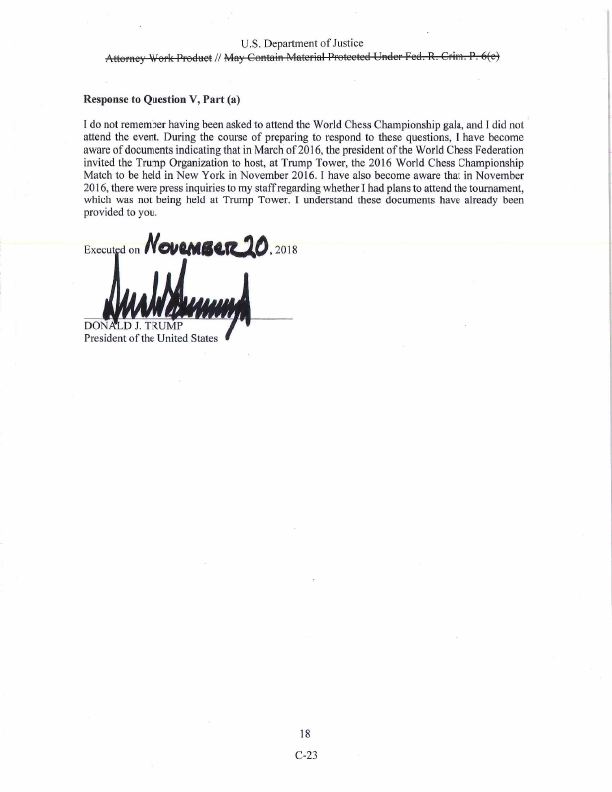 U.S. Department of Justice
Attorney Work Product // May Contain Material Protected Under Fed. R. Crim. P. 6(e)
Response to Question V, Part (a)
I do not remember having been asked to attend the World Chess Championship gala, and I did not
attend the event. During the course of preparing to respond to these questions, I have become
aware of documents indicating that in March of 2016, the president of the World Chess Federation
invited the Trump Organization to host, at Trump Tower, the 2016 World Chess Championship
Match to be held in New York in November 2016. I have also become aware that in November
2016, there were press inquiries to my staff regarding whether I had plans to attend the tournament,
which was not being held at Trump Tower. I understand these documents have already been
provided to you.
Executed on November 20, 2018
DONALD J. TRUMP
President of the United States
18
C-23